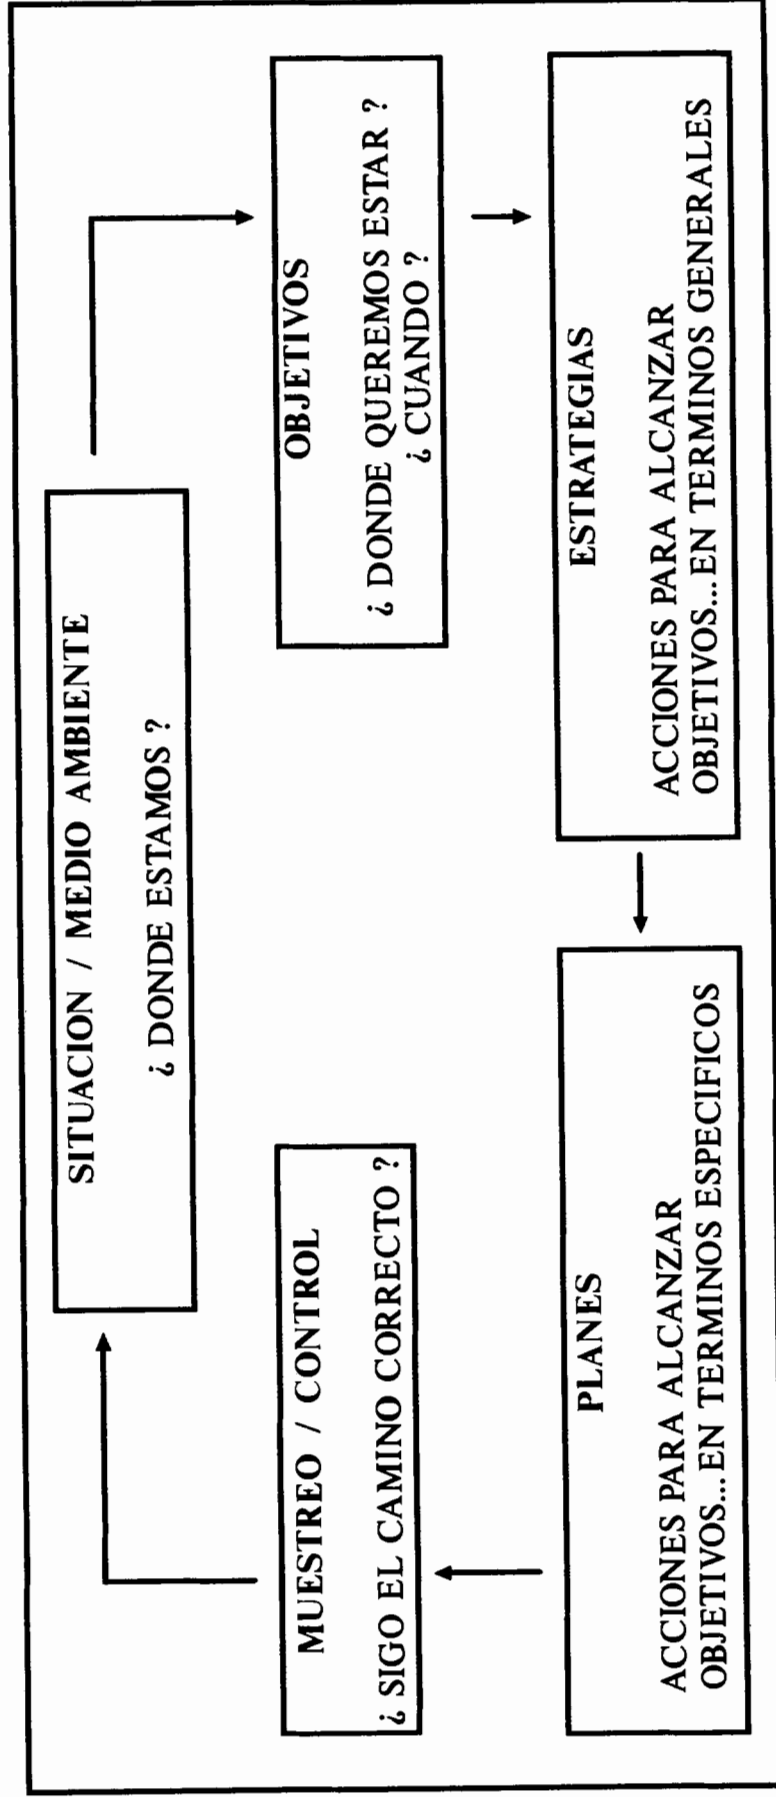 SITUACION / MEDIO AMBIENTE
¿ DONDE ESTAMOS ?
OBJETIVOS
¿ DONDE QUEREMOS ESTAR ?
¿ CUANDO ?
ESTRATEGIAS
ACCIONES PARA ALCANZAR
OBJETIVOS... EN TERMINOS GENERALES
PLANES
ACCIONES PARA ALCANZAR
OBJETIVOS... EN TERMINOS ESPECIFICOS
MUESTREO / CONTROL
¿ SIGO EL CAMINO CORRECTO ?